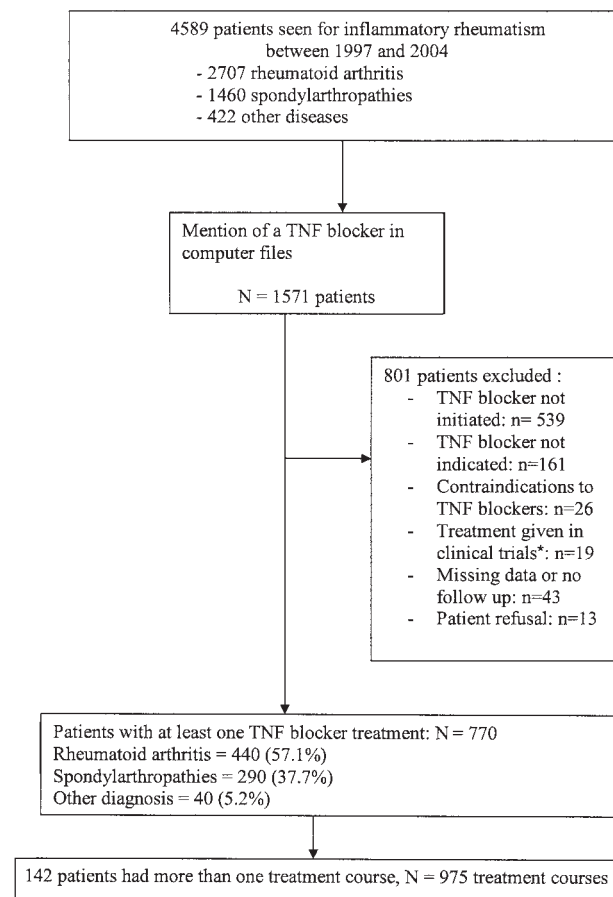 4589 patients seen for inflammatory rheumatism
between 1997 and 2004
- 2707 rheumatoid arthritis
- 1460 spondylarthropathies
- 422 other diseases
Mention of a TNF blocker in
computer files
N = 1571 patients
801 patients excluded :
- TNF blocker not
initiated: n= 539
- TNF blocker not
indicated: n=161
- Contraindications to
TNF blockers: n=26
- Treatment given in
clinical trials*: n=19
- Missing data or no
follow up: n=43
- Patient refusal: n=13
Patients with at least one TNF blocker treatment: N = 770
Rheumatoid arthritis = 440 (57.1%)
Spondylarthropathies = 290 (37.7%)
Other diagnosis = 40 (5.2%)
142 patients had more than one treatment course, N = 975 treatment courses